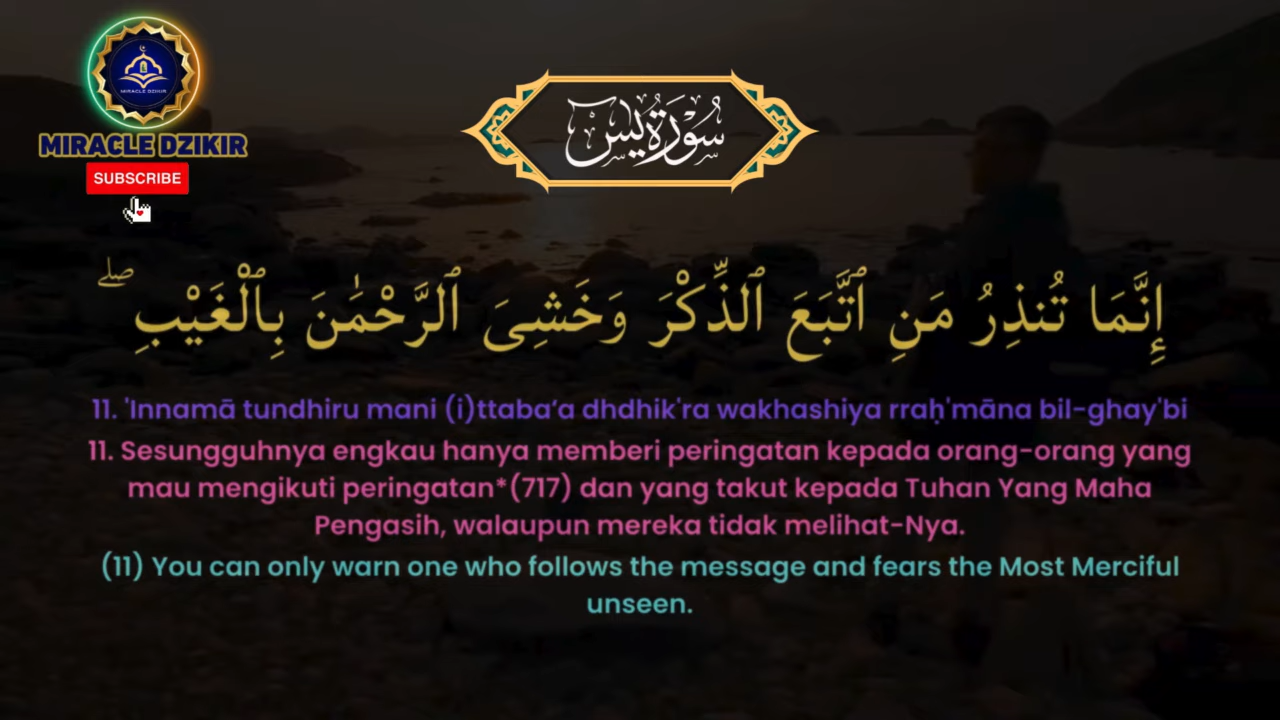 MIRACLE DZIKIR
MIRACLE DZIKIR
SUBSCRIBE
سُورَةُ يس
إِنَّمَا تُنذِرُ مَنِ ٱتَّبَعَ ٱلذِّكْرَ وَخَشِىَ ٱلرَّحْمَٰنَ بِٱلْغَيْبِ ۖ
11. 'Innamā tundhiru mani (i)ttaba‘a dhdhik'ra wakhashiya rraḥ'māna bil-ghay'bi
11. Sesungguhnya engkau hanya memberi peringatan kepada orang-orang yang
mau mengikuti peringatan*(717) dan yang takut kepada Tuhan Yang Maha
Pengasih, walaupun mereka tidak melihat-Nya.
(11) You can only warn one who follows the message and fears the Most Merciful
unseen.